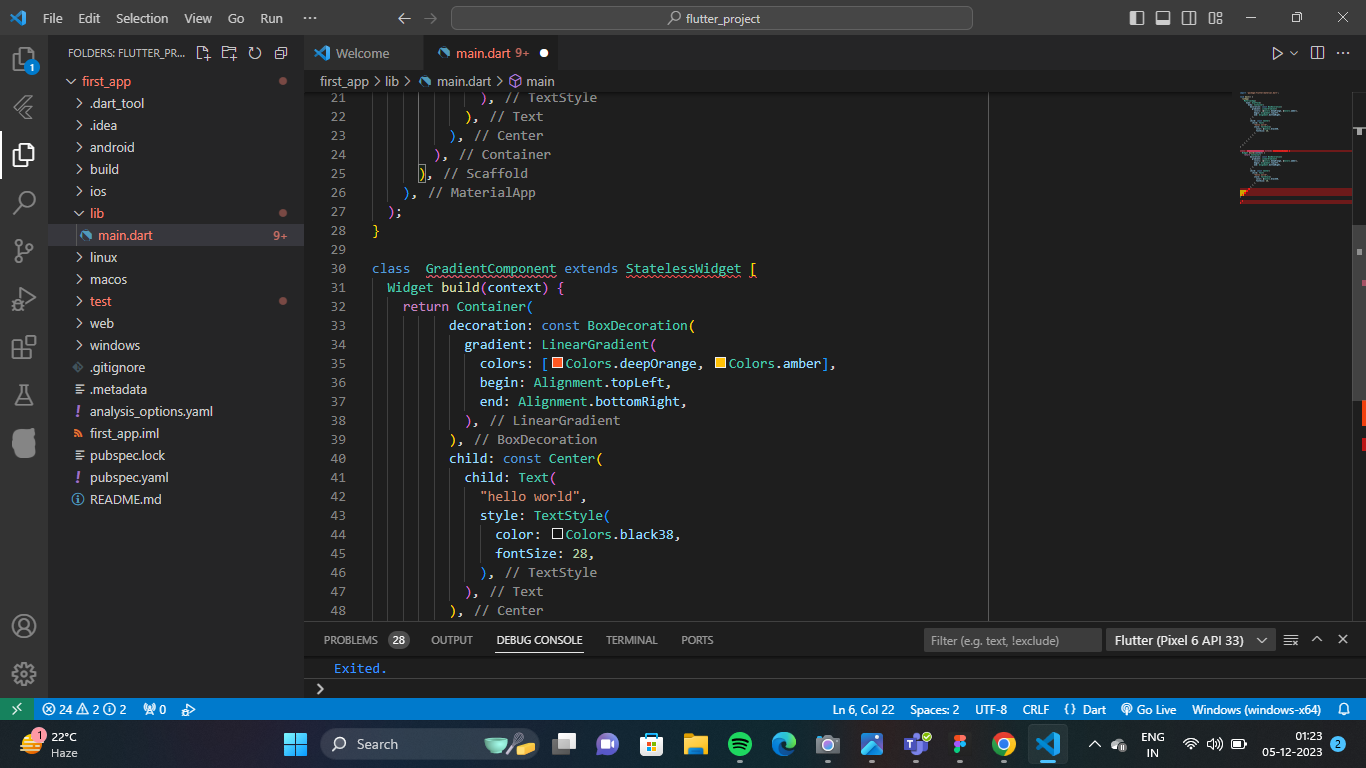 File Edit Selection View Go Run ··· flutter_project
FOLDERS: FLUTTER_PR...
Welcome
main.dart 9+
first_app > lib > main.dart > main
1
first_app
.dart_tool
.idea
android
build
ios
lib
main.dart 9+
linux
macos
test
web
windows
.gitignore
.metadata
analysis_options.yaml
first_app.iml
pubspec.lock
pubspec.yaml
README.md
21 ), // TextStyle
22 ), // Text
23 ), // Center
24 ), // Container
25 ), // Scaffold
26 ), // MaterialApp
27 );
28 }
29
30 class  GradientComponent extends StatelessWidget [
31 Widget build(context) {
32 return Container(
33 decoration: const BoxDecoration(
34 gradient: LinearGradient(
35 colors: [Colors.deepOrange, Colors.amber],
36 begin: Alignment.topLeft,
37 end: Alignment.bottomRight,
38 ), // LinearGradient
39 ), // BoxDecoration
40 child: const Center(
41 child: Text(
42 "hello world",
43 style: TextStyle(
44 color: Colors.black38,
45 fontSize: 28,
46 ), // TextStyle
47 ), // Text
48 ), // Center
PROBLEMS 28 OUTPUT DEBUG CONSOLE TERMINAL PORTS
Filter (e.g. text, !exclude)
Flutter (Pixel 6 API 33)
Exited.
24 2 2 0
Ln 6, Col 22 Spaces: 2 UTF-8 CRLF {} Dart Go Live Windows (windows-x64)
1
22°C
Haze
Search
ENG
IN
01:23
05-12-2023
2